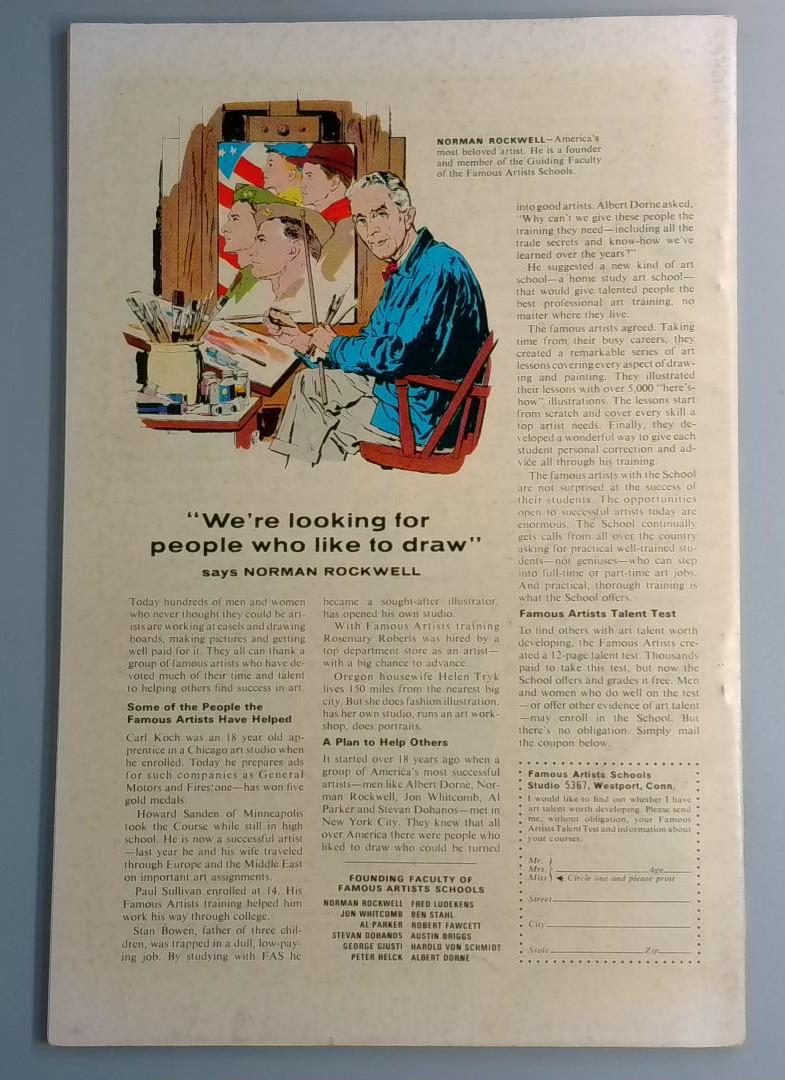 NORMAN ROCKWELL—America's
most beloved artist. He is a founder
and member of the Guiding Faculty
of the Famous Artists Schools.
"We're looking for
people who like to draw"
says NORMAN ROCKWELL
Today hundreds of men and women
who never thought they could be art-
ists are working at easels and drawing
boards, making pictures and getting
well paid for it. They all can thank a
group of famous artists who have de-
voted much of their time and talent
to helping others find success in art.
Some of the People the
Famous Artists Have Helped
Carl Koch was an 18 year old ap-
prentice in a Chicago art studio when
he enrolled. Today he prepares ads
for such companies as General
Motors and Firestone—has won five
gold medals.
Howard Sanden of Minneapolis
took the Course while still in high
school. He is now a successful artist
—last year he and his wife traveled
through Europe and the Middle East
on important art assignments.
Paul Sullivan enrolled at 14. His
Famous Artists training helped him
work his way through college.
Stan Bowen, father of three chil-
dren, was trapped in a dull, low-pay-
ing job. By studying with FAS he
became a sought-after illustrator,
has opened his own studio.
With Famous Artists training
Rosemary Roberts was hired by a
top department store as an artist—
with a big chance to advance.
Oregon housewife Helen Tryk
lives 150 miles from the nearest big
city. But she does fashion illustration,
has her own studio, runs an art work-
shop, does portraits.
A Plan to Help Others
It started over 18 years ago when a
group of America's most successful
artists—men like Albert Dorne, Nor-
man Rockwell, Jon Whitcomb, Al
Parker and Stevan Dohanos—met in
New York City. They knew that all
over America there were people who
liked to draw who could be turned
FOUNDING FACULTY OF
FAMOUS ARTISTS SCHOOLS
NORMAN ROCKWELL FRED LUDEKENS
JON WHITCOMB BEN STAHL
AL PARKER ROBERT FAWCETT
STEVAN DOHANOS AUSTIN BRIGGS
GEORGE GIUSTI HAROLD VON SCHMIDT
PETER HELCK ALBERT DORNE
into good artists. Albert Dorne asked,
"Why can't we give these people the
training they need—including all the
trade secrets and know-how we've
learned over the years?"
He suggested a new kind of art
school—a home study art school—
that would give talented people the
best professional art training, no
matter where they live.
The famous artists agreed. Taking
time from their busy careers, they
created a remarkable series of art
lessons covering every aspect of draw-
ing and painting. They illustrated
their lessons with over 5,000 "here's-
how" illustrations. The lessons start
from scratch and cover every skill a
top artist needs. Finally, they de-
veloped a wonderful way to give each
student personal correction and ad-
vice all through his training.
The famous artists with the School
are not surprised at the success of
their students. The opportunities
open to successful artists today are
enormous. The School continually
gets calls from all over the country
asking for practical well-trained stu-
dents—not geniuses—who can step
into full-time or part-time art jobs.
And practical, thorough training is
what the School offers.
Famous Artists Talent Test
To find others with art talent worth
developing, the Famous Artists cre-
ated a 12-page talent test. Thousands
paid to take this test, but now the
School offers and grades it free. Men
and women who do well on the test
—or offer other evidence of art talent
—may enroll in the School. But
there's no obligation. Simply mail
the coupon below.
Famous Artists Schools
Studio 5367, Westport, Conn.
I would like to find out whether I have
art talent worth developing. Please send
me, without obligation, your Famous
Artists Talent Test and information about
your courses.
Mr.
Mrs. Age
Miss Circle one and please print
Street
City
State Zip